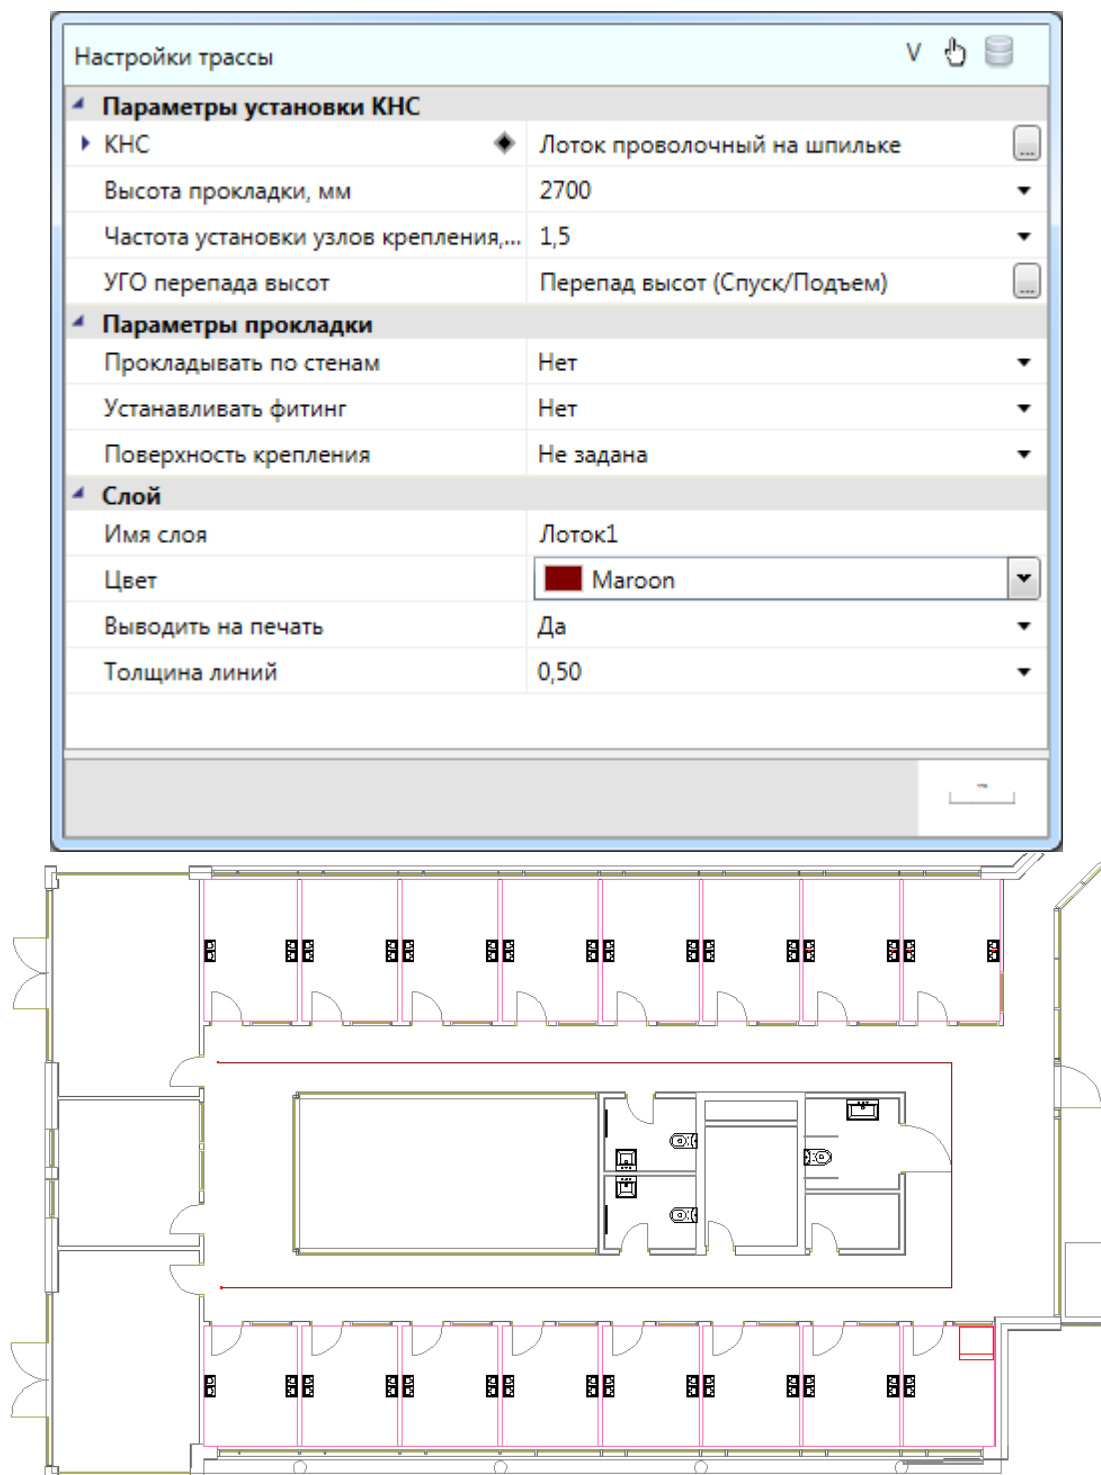 Настройки трассы V
Параметры установки КНС
КНС Лоток проволочный на шпильке ...
Высота прокладки, мм 2700
Частота установки узлов крепления,... 1,5
УГО перепада высот Перепад высот (Спуск/Подъем) ...
Параметры прокладки
Прокладывать по стенам Нет
Устанавливать фитинг Нет
Поверхность крепления Не задана
Слой
Имя слоя Лоток1
Цвет Maroon
Выводить на печать Да
Толщина линий 0,50